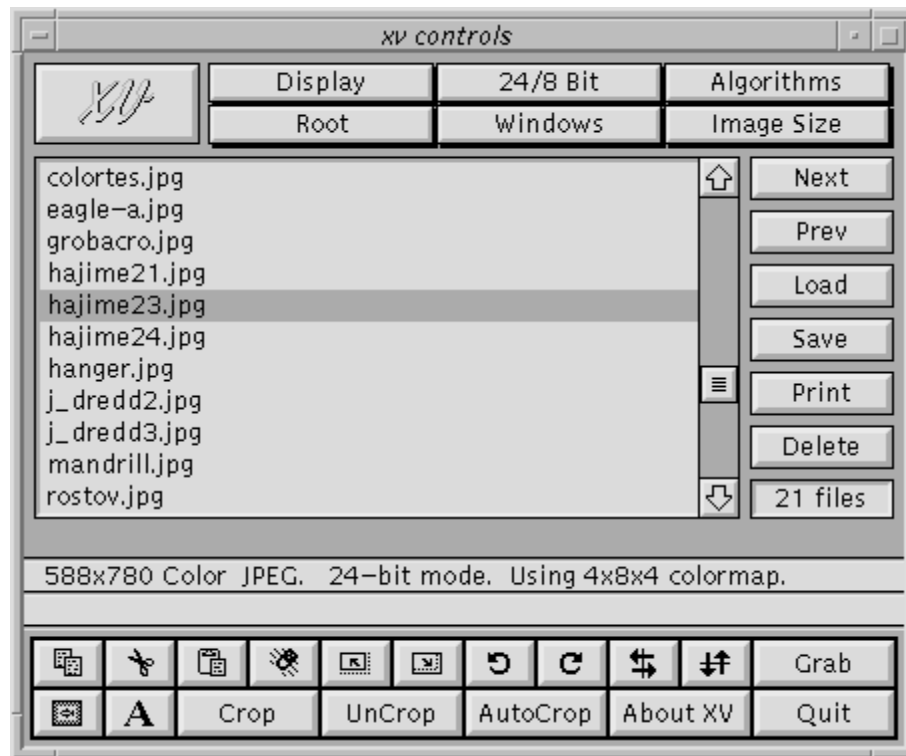 xv controls
XV
Display 24/8 Bit Algorithms
Root Windows Image Size
colortes.jpg
eagle-a.jpg
grobacro.jpg
hajime21.jpg
hajime23.jpg
hajime24.jpg
hanger.jpg
j_dredd2.jpg
j_dredd3.jpg
mandrill.jpg
rostov.jpg
Next
Prev
Load
Save
Print
Delete
21 files
588x780 Color JPEG. 24-bit mode. Using 4x8x4 colormap.
Grab
A Crop UnCrop AutoCrop About XV Quit